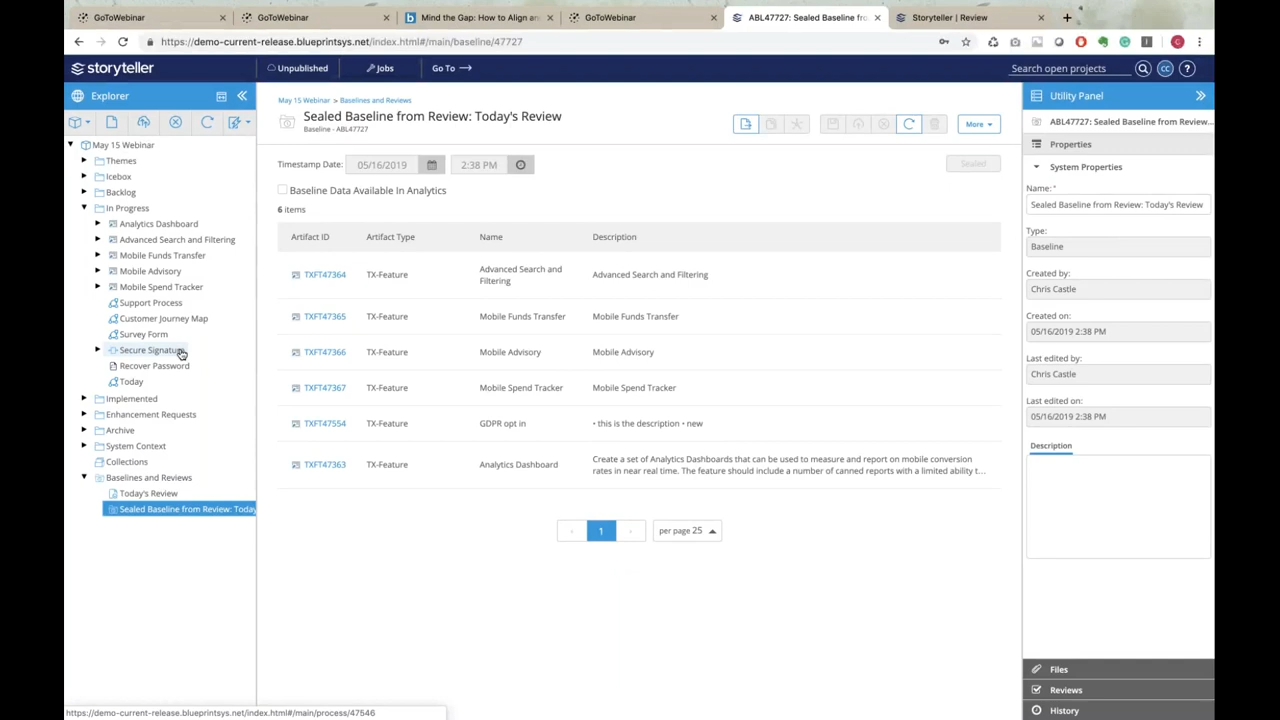 GoToWebinar
GoToWebinar
Mind the Gap: How to Align an
GoToWebinar
ABL47727: Sealed Baseline fro
Storyteller | Review
https://demo-current-release.blueprintsys.net/index.html#/main/baseline/47727
storyteller
Unpublished
Jobs
Go To
Search open projects
CC
Explorer
May 15 Webinar
Themes
Icebox
Backlog
In Progress
Analytics Dashboard
Advanced Search and Filtering
Mobile Funds Transfer
Mobile Advisory
Mobile Spend Tracker
Support Process
Customer Journey Map
Survey Form
Secure Signature
Recover Password
Today
Implemented
Enhancement Requests
Archive
System Context
Collections
Baselines and Reviews
Today's Review
Sealed Baseline from Review: Today
May 15 Webinar > Baselines and Reviews
Sealed Baseline from Review: Today's Review
Baseline - ABL47727
More
Timestamp Date: 05/16/2019 2:38 PM
Sealed
Baseline Data Available In Analytics
6 items
Artifact ID Artifact Type Name Description
TXFT47364 TX-Feature Advanced Search and Filtering Advanced Search and Filtering
TXFT47365 TX-Feature Mobile Funds Transfer Mobile Funds Transfer
TXFT47366 TX-Feature Mobile Advisory Mobile Advisory
TXFT47367 TX-Feature Mobile Spend Tracker Mobile Spend Tracker
TXFT47554 TX-Feature GDPR opt in • this is the description • new
TXFT47363 TX-Feature Analytics Dashboard Create a set of Analytics Dashboards that can be used to measure and report on mobile conversion
rates in near real time. The feature should include a number of canned reports with a limited ability t...
1
per page 25
Utility Panel
ABL47727: Sealed Baseline from Review...
Properties
System Properties
Name: *
Sealed Baseline from Review: Today's Review
Type:
Baseline
Created by:
Chris Castle
Created on:
05/16/2019 2:38 PM
Last edited by:
Chris Castle
Last edited on:
05/16/2019 2:38 PM
Description
Files
Reviews
History
https://demo-current-release.blueprintsys.net/index.html#/main/process/47546